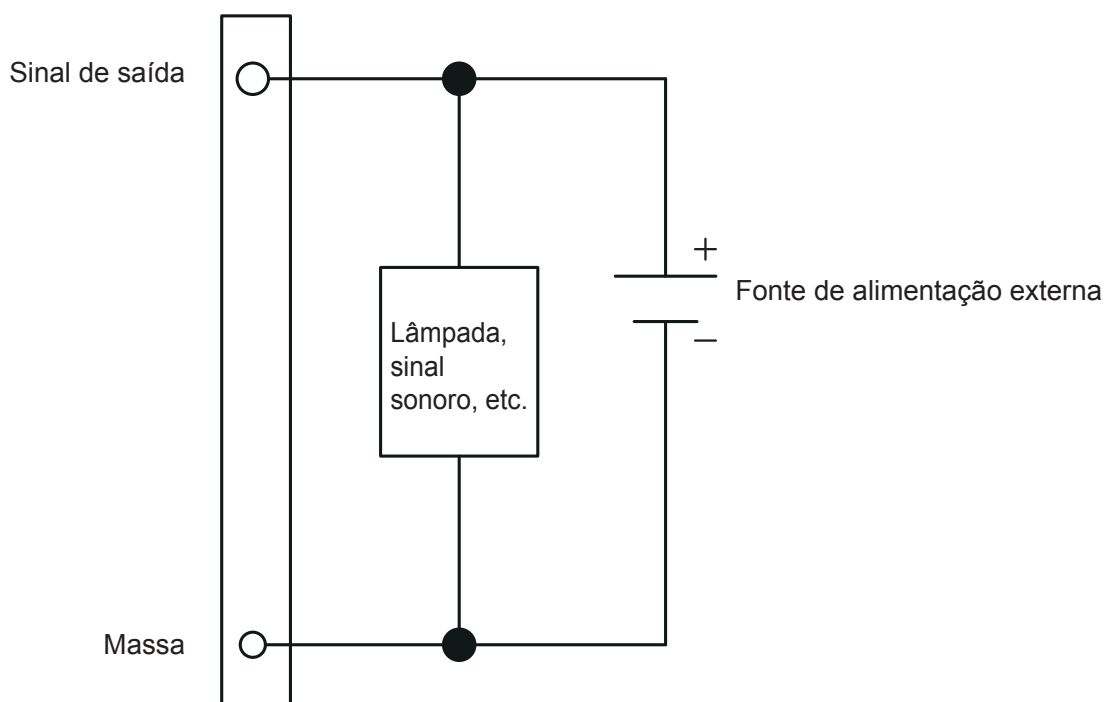 Sinal de saída
+
Fonte de alimentação externa
−
Lâmpada,
sinal
sonoro, etc.
Massa